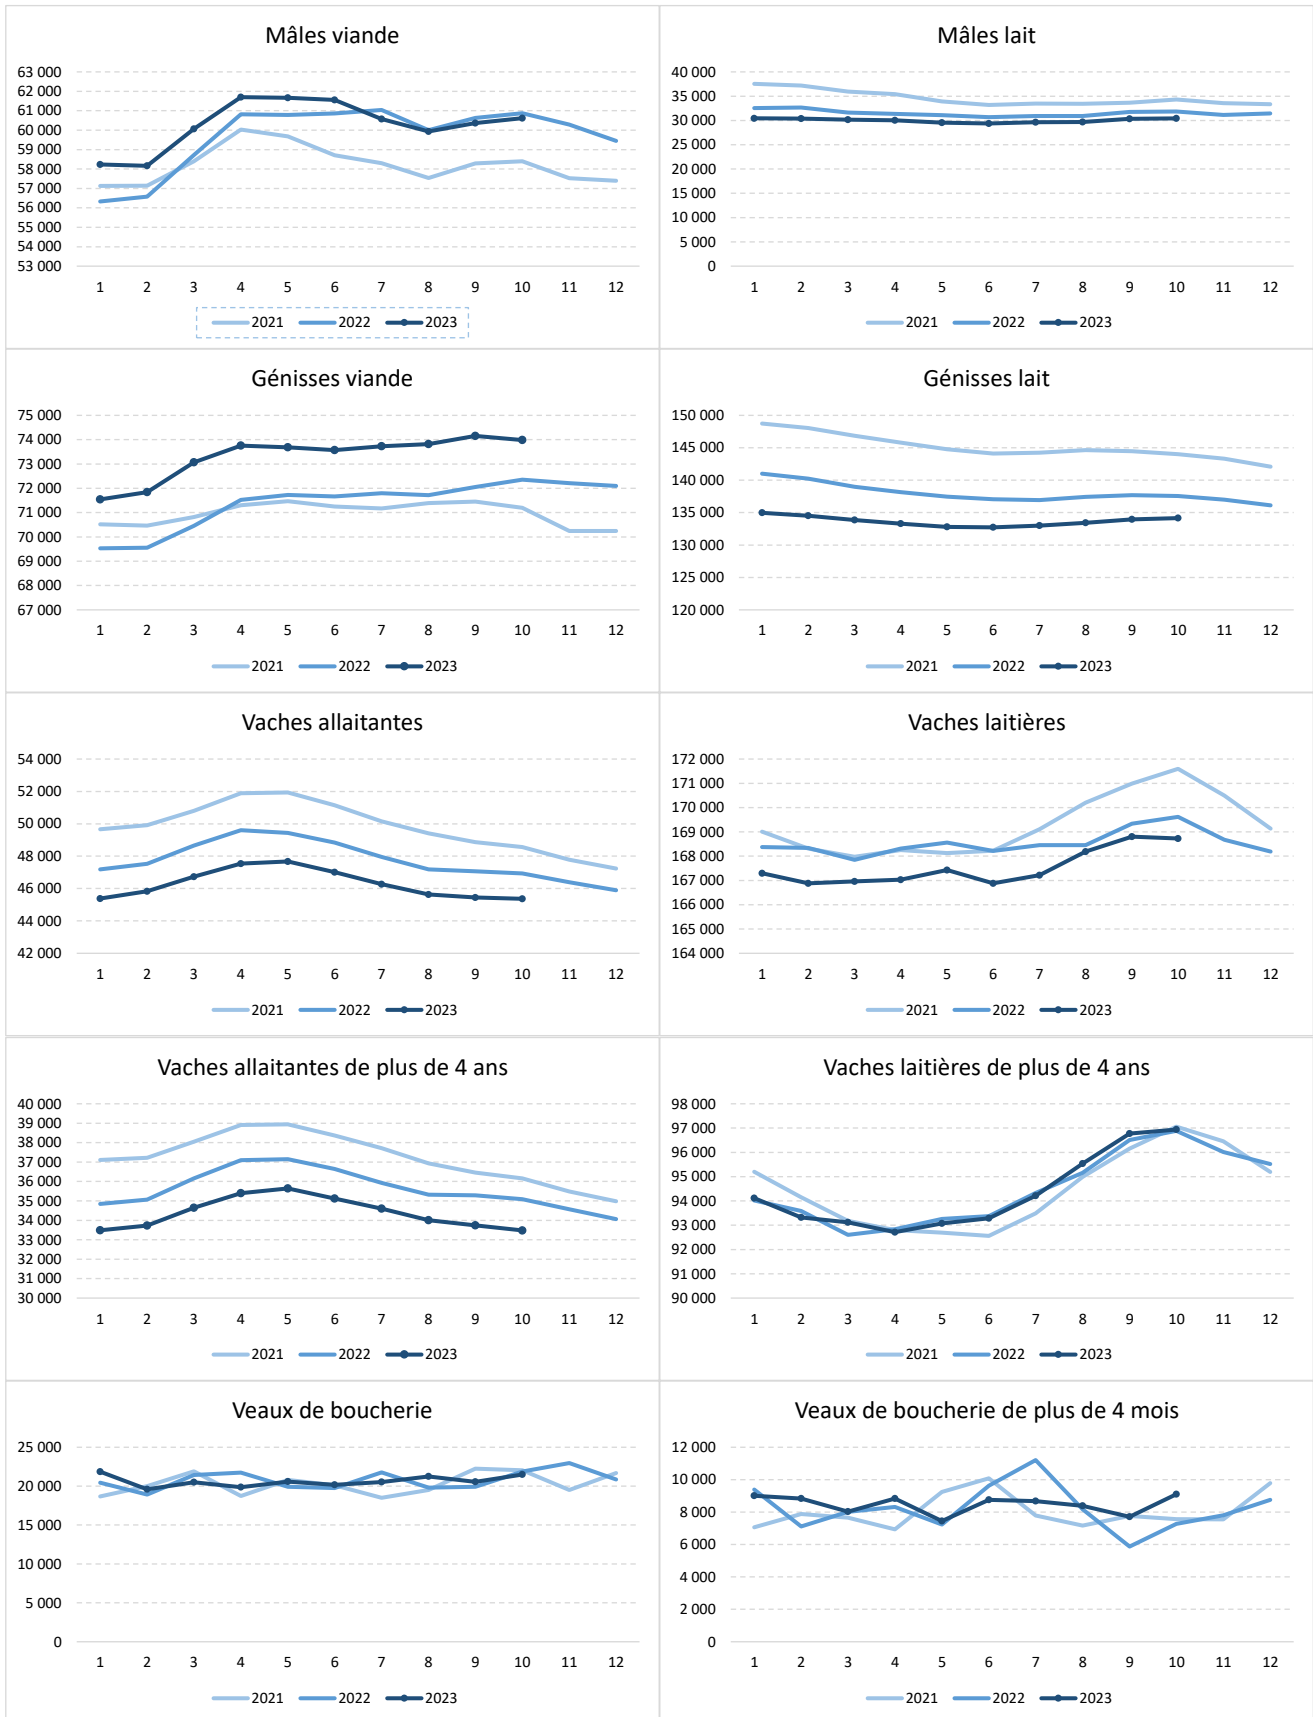 Mâles viande
63 000
62 000
61 000
60 000
59 000
58 000
57 000
56 000
55 000
54 000
53 000
1 2 3 4 5 6 7 8 9 10 11 12
2021 2022 2023
Mâles lait
40 000
35 000
30 000
25 000
20 000
15 000
10 000
5 000
0
1 2 3 4 5 6 7 8 9 10 11 12
2021 2022 2023
Génisses viande
75 000
74 000
73 000
72 000
71 000
70 000
69 000
68 000
67 000
1 2 3 4 5 6 7 8 9 10 11 12
2021 2022 2023
Génisses lait
150 000
145 000
140 000
135 000
130 000
125 000
120 000
1 2 3 4 5 6 7 8 9 10 11 12
2021 2022 2023
Vaches allaitantes
54 000
52 000
50 000
48 000
46 000
44 000
42 000
1 2 3 4 5 6 7 8 9 10 11 12
2021 2022 2023
Vaches laitières
172 000
171 000
170 000
169 000
168 000
167 000
166 000
165 000
164 000
1 2 3 4 5 6 7 8 9 10 11 12
2021 2022 2023
Vaches allaitantes de plus de 4 ans
40 000
39 000
38 000
37 000
36 000
35 000
34 000
33 000
32 000
31 000
30 000
1 2 3 4 5 6 7 8 9 10 11 12
2021 2022 2023
Vaches laitières de plus de 4 ans
98 000
97 000
96 000
95 000
94 000
93 000
92 000
91 000
90 000
1 2 3 4 5 6 7 8 9 10 11 12
2021 2022 2023
Veaux de boucherie
25 000
20 000
15 000
10 000
5 000
0
1 2 3 4 5 6 7 8 9 10 11 12
2021 2022 2023
Veaux de boucherie de plus de 4 mois
12 000
10 000
8 000
6 000
4 000
2 000
0
1 2 3 4 5 6 7 8 9 10 11 12
2021 2022 2023